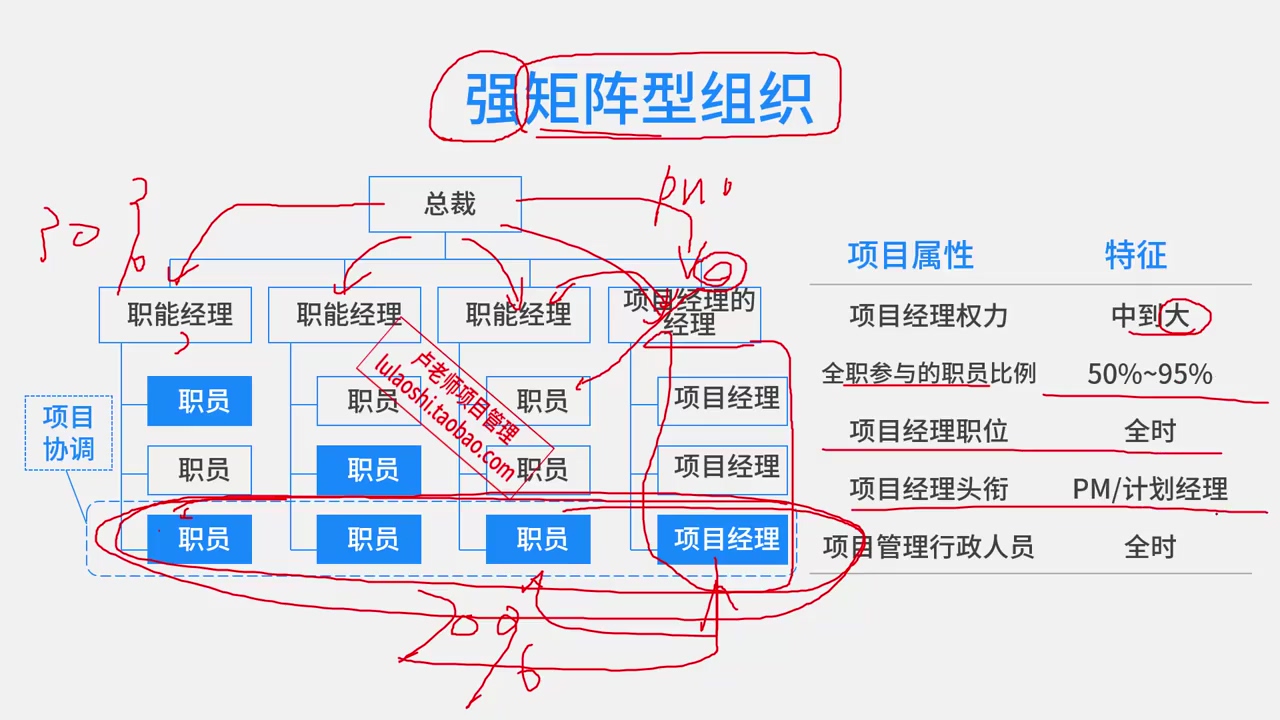 强矩阵型组织
总裁
pm
30%
职能经理
职能经理
职能经理
项目经理的
经理
职员
职员
职员
项目经理
项目
协调
职员
职员
职员
项目经理
职员
职员
职员
项目经理
70%
卢老师项目管理
lulaoshi.taobao.com
项目属性 特征
项目经理权力 中到大
全职参与的职员比例 50%~95%
项目经理职位 全时
项目经理头衔 PM/计划经理
项目管理行政人员 全时